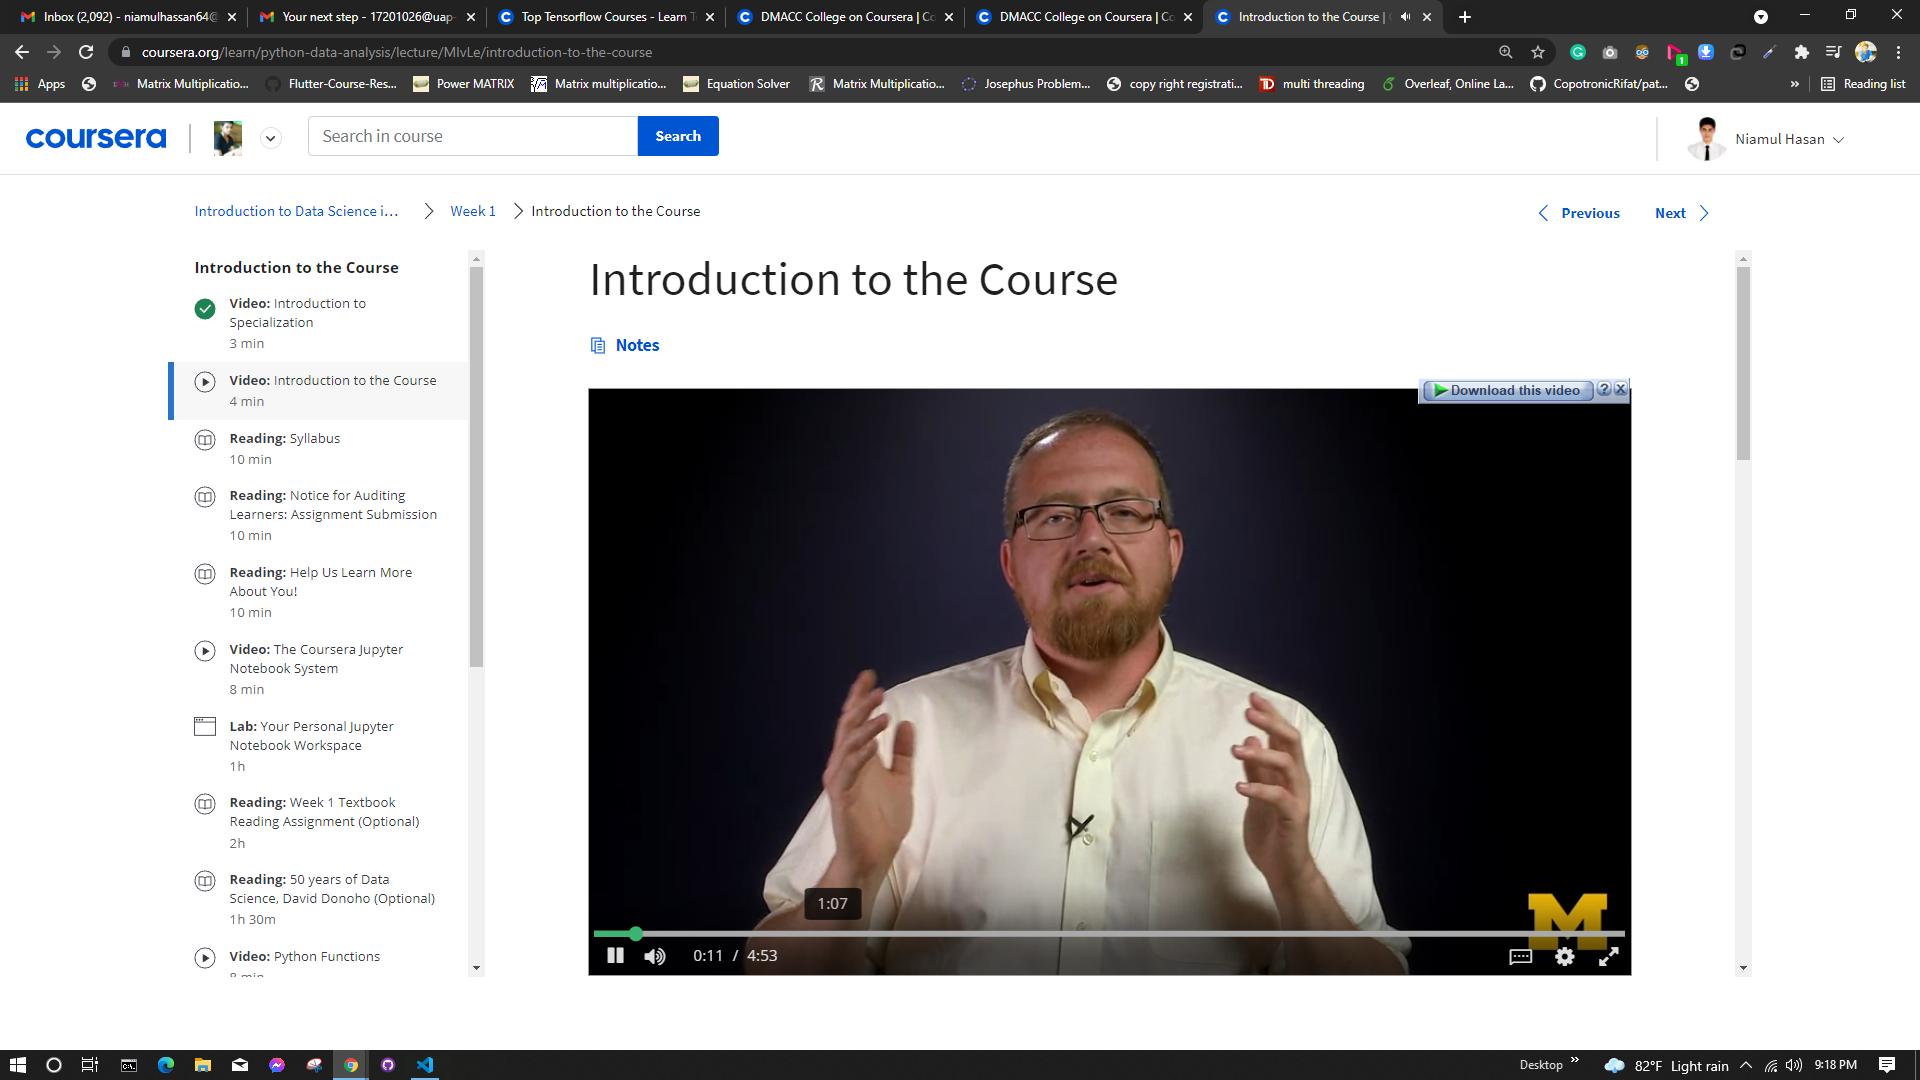 Inbox (2,092) - niamulhassan64@
Your next step - 17201026@uap-
Top Tensorflow Courses - Learn T
DMACC College on Coursera | Co
DMACC College on Coursera | Co
Introduction to the Course |
coursera.org/learn/python-data-analysis/lecture/MIvLe/introduction-to-the-course
1
Apps
Matrix Multiplicatio...
Flutter-Course-Res...
Power MATRIX
Matrix multiplicatio...
Equation Solver
Matrix Multiplicatio...
Josephus Problem...
copy right registrati...
multi threading
Overleaf, Online La...
CopotronicRifat/pat...
»
Reading list
coursera
Search in course
Search
Niamul Hasan
Introduction to Data Science i...
Week 1
Introduction to the Course
Previous
Next
Introduction to the Course
Video: Introduction to
Specialization
3 min
Video: Introduction to the Course
4 min
Reading: Syllabus
10 min
Reading: Notice for Auditing
Learners: Assignment Submission
10 min
Reading: Help Us Learn More
About You!
10 min
Video: The Coursera Jupyter
Notebook System
8 min
Lab: Your Personal Jupyter
Notebook Workspace
1h
Reading: Week 1 Textbook
Reading Assignment (Optional)
2h
Reading: 50 years of Data
Science, David Donoho (Optional)
1h 30m
Video: Python Functions
8 min
Introduction to the Course
Notes
Download this video
M
1:07
0:11 / 4:53
Desktop »
82°F Light rain
9:18 PM